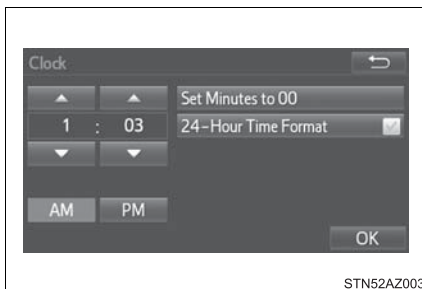 Clock
Set Minutes to 00
1 : 03
24-Hour Time Format
AM PM
OK
STN52AZ003